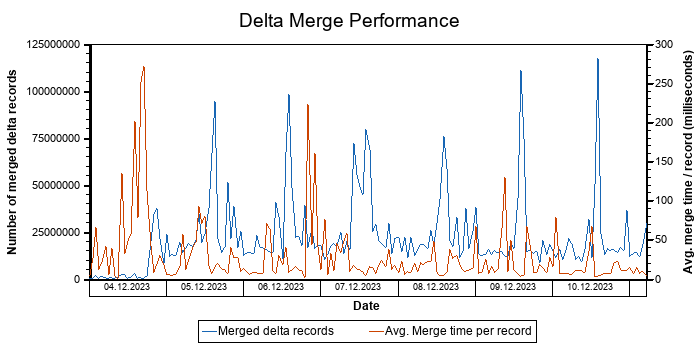 Delta Merge Performance
Number of merged delta records
125000000
100000000
75000000
50000000
25000000
0
300
250
200
150
100
50
0
Avg. merge time / record (milliseconds)
04.12.2023 05.12.2023 06.12.2023 07.12.2023 08.12.2023 09.12.2023 10.12.2023
Date
Merged delta records Avg. Merge time per record